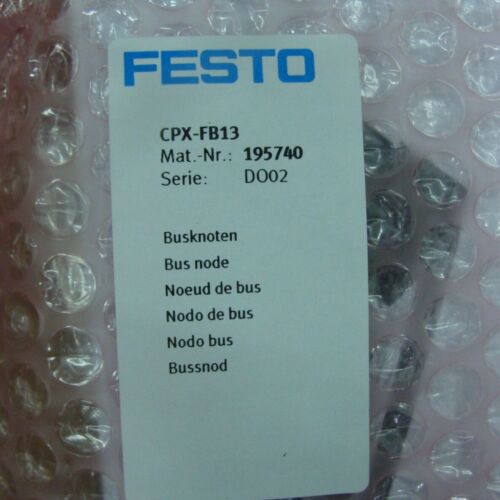 FESTO
CPX-FB13
Mat.-Nr.: 195740
Serie: DO02
Busknoten
Bus node
Noeud de bus
Nodo de bus
Nodo bus
Bussnod